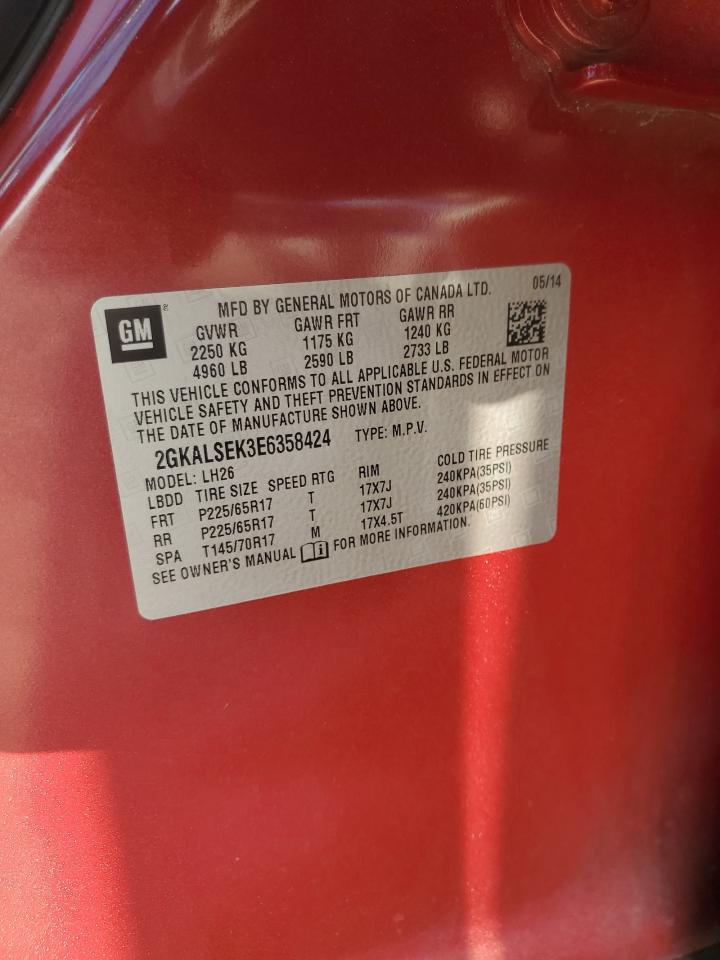 GM ®
MFD BY GENERAL MOTORS OF CANADA LTD. 05/14
GVWR GAWR FRT GAWR RR
2250 KG 1175 KG 1240 KG
4960 LB 2590 LB 2733 LB
THIS VEHICLE CONFORMS TO ALL APPLICABLE U.S. FEDERAL MOTOR
VEHICLE SAFETY AND THEFT PREVENTION STANDARDS IN EFFECT ON
THE DATE OF MANUFACTURE SHOWN ABOVE.
2GKALSEK3E6358424 TYPE: M.P.V.
MODEL: LH26
LBDD TIRE SIZE SPEED RTG RIM COLD TIRE PRESSURE
FRT P225/65R17 T 17X7J 240KPA(35PSI)
RR P225/65R17 T 17X7J 240KPA(35PSI)
SPA T145/70R17 M 17X4.5T 420KPA(60PSI)
SEE OWNER'S MANUAL FOR MORE INFORMATION.